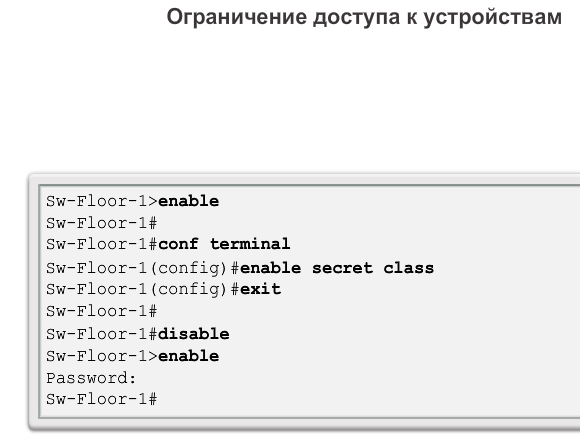 Ограничение доступа к устройствам
Sw-Floor-1>enable
Sw-Floor-1#
Sw-Floor-1#conf terminal
Sw-Floor-1(config)#enable secret class
Sw-Floor-1(config)#exit
Sw-Floor-1#
Sw-Floor-1#disable
Sw-Floor-1>enable
Password:
Sw-Floor-1#